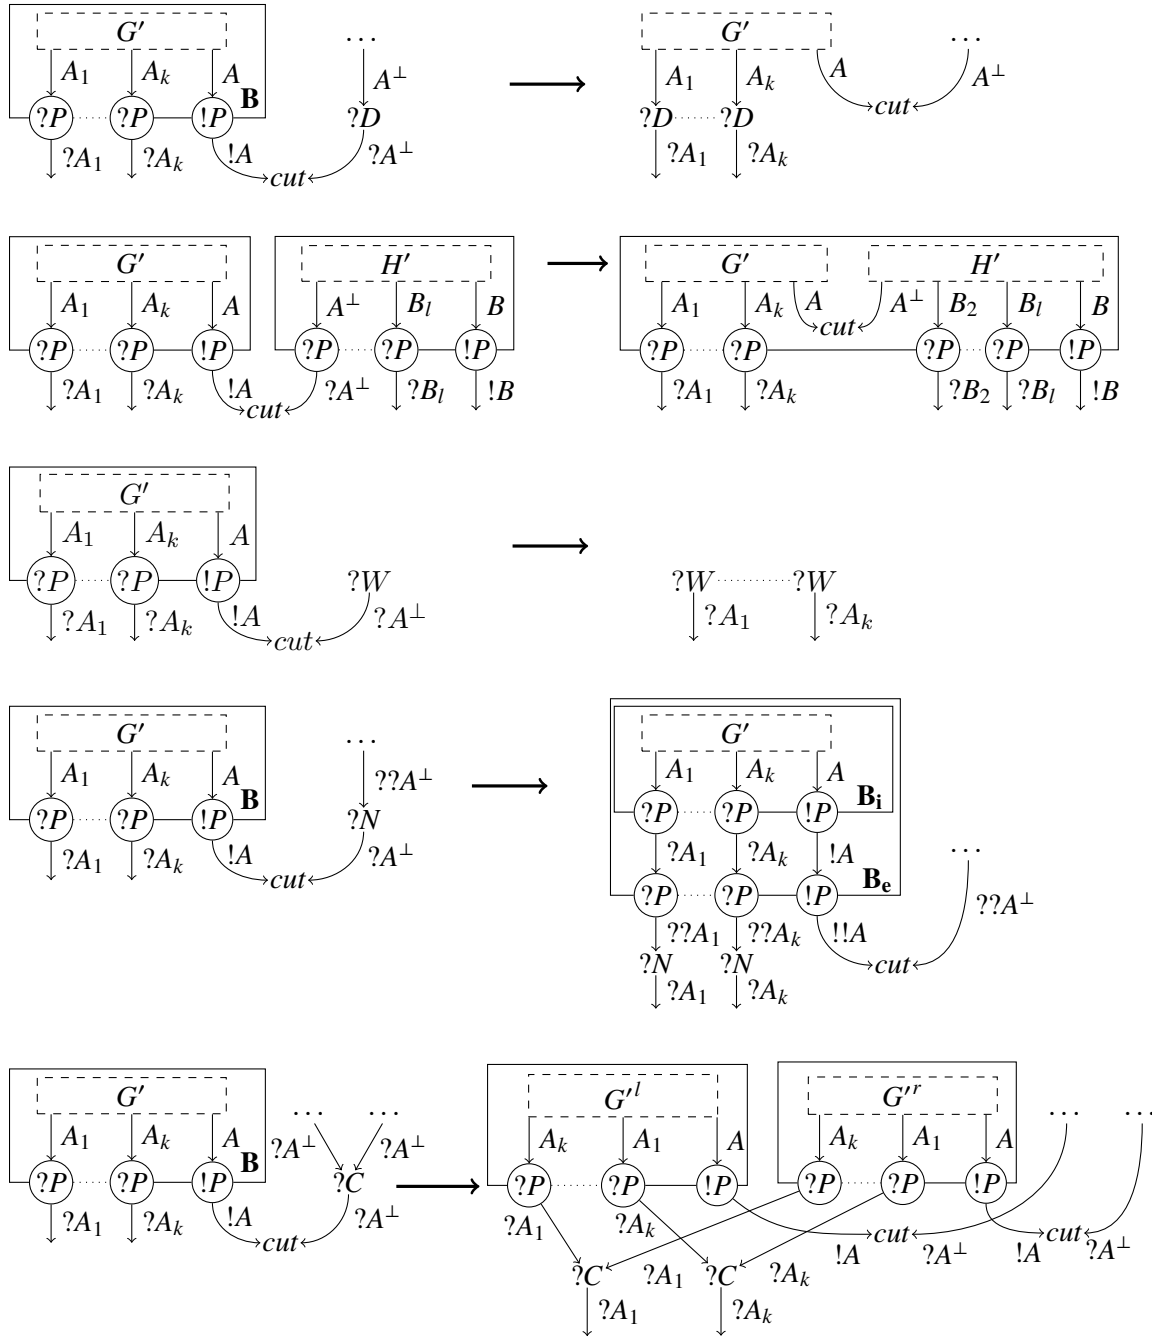 G′ … G′ …
A₁ A_k A A^⊥ A₁ A_k A A^⊥
?P ?P !P B ?D ?D ?D cut
?A₁ ?A_k !A cut ?A^⊥ ?A₁ ?A_k
G′ H′ G′ H′
A₁ A_k A A^⊥ B_l B A₁ A_k A cut A^⊥ B₂ B_l B
?P ?P !P ?P ?P !P ?P ?P ?P ?P !P
?A₁ ?A_k !A cut ?A^⊥ ?B_l !B ?A₁ ?A_k ?B₂ ?B_l !B
G′
A₁ A_k A
?P ?P !P ?W ?W ?W
?A₁ ?A_k !A cut ?A^⊥ ?A₁ ?A_k
G′ … G′
A₁ A_k A ??A^⊥ A₁ A_k A
?P ?P !P B ?N ?P ?P !P B_i
?A₁ ?A_k !A cut ?A^⊥ ?A₁ ?A_k !A …
?P ?P !P B_e
??A₁ ??A_k !!A cut ??A^⊥
?N ?N
?A₁ ?A_k
G′ … … G′^l G′^r … …
A₁ A_k A ?A^⊥ ?A^⊥ A_k A₁ A A_k A₁ A
?P ?P !P B ?C ?P ?P !P ?P ?P !P
?A₁ ?A_k !A cut ?A^⊥ ?A₁ ?A_k !A cut ?A^⊥ !A cut ?A^⊥
?C ?A₁ ?C ?A_k
?A₁ ?A_k